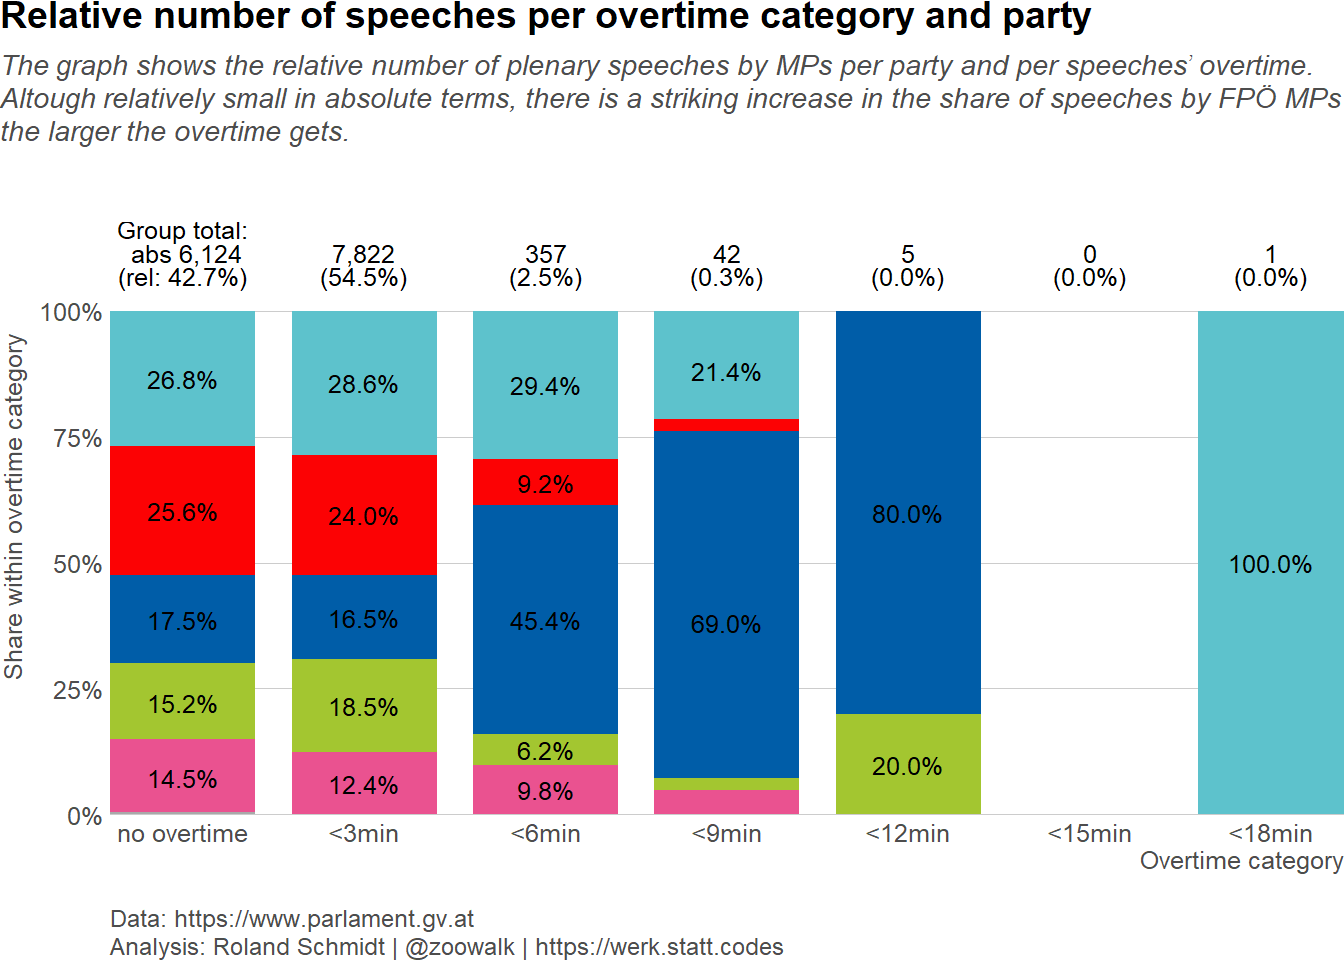 Relative number of speeches per overtime category and party
The graph shows the relative number of plenary speeches by MPs per party and per speeches’ overtime.
Altough relatively small in absolute terms, there is a striking increase in the share of speeches by FPÖ MPs
the larger the overtime gets.
Group total:
abs 6,124 7,822 357 42 5 0 1
(rel: 42.7%) (54.5%) (2.5%) (0.3%) (0.0%) (0.0%) (0.0%)
Share within overtime category
100%
75%
50%
25%
0%
26.8%
25.6%
17.5%
15.2%
14.5%
28.6%
24.0%
16.5%
18.5%
12.4%
29.4%
9.2%
45.4%
6.2%
9.8%
21.4%
69.0%
80.0%
20.0%
100.0%
no overtime <3min <6min <9min <12min <15min <18min
Overtime category
Data: https://www.parlament.gv.at
Analysis: Roland Schmidt | @zoowalk | https://werk.statt.codes